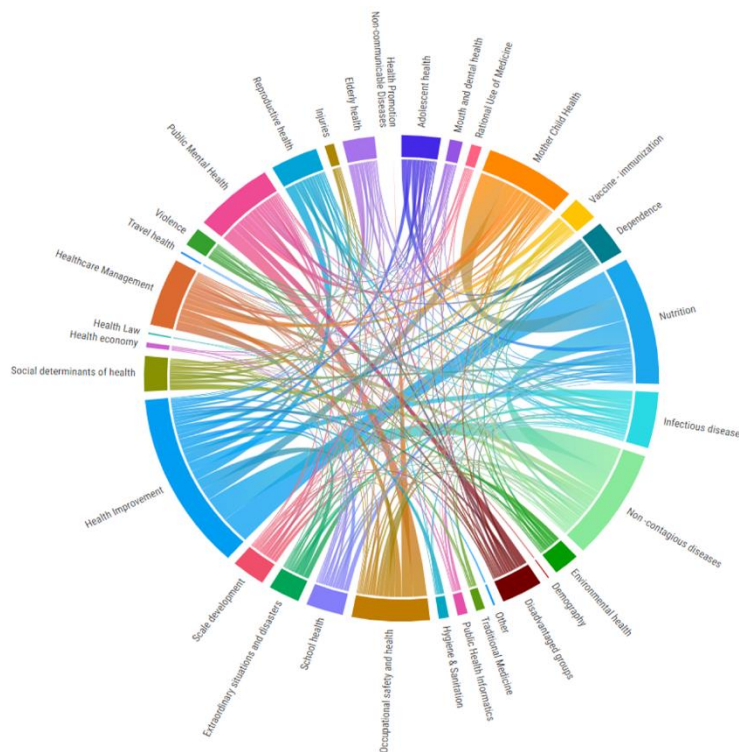 Health Promotion
Non-communicable Diseases
Adolescent health
Mouth and dental health
Rational Use of Medicine
Mother Child Health
Vaccine - immunization
Dependence
Nutrition
Infectious disease
Non -contagious diseases
Environmental health
Demography
Disadvantaged groups
Other
Traditional Medicine
Public Health Informatics
Hygiene & Sanitation
Occupational safety and health
School health
Extraordinary situations and disasters
Scale development
Health Improvement
Social determinants of health
Health economy
Health Law
Healthcare Management
Travel health
Violence
Public Mental Health
Reproductive health
Injuries
Elderly health